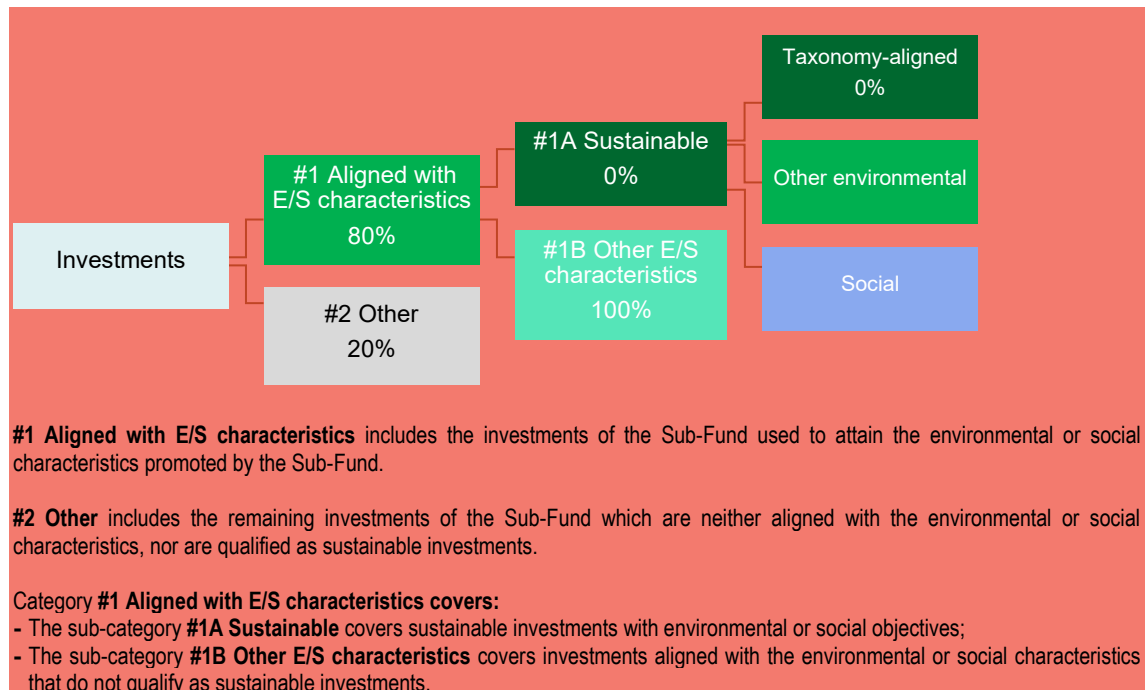 Investments
#1 Aligned with
E/S characteristics
80%
#2 Other
20%
#1A Sustainable
0%
#1B Other E/S
characteristics
100%
Taxonomy-aligned
0%
Other environmental
Social
#1 Aligned with E/S characteristics includes the investments of the Sub-Fund used to attain the environmental or social
characteristics promoted by the Sub-Fund.
#2 Other includes the remaining investments of the Sub-Fund which are neither aligned with the environmental or social
characteristics, nor are qualified as sustainable investments.
Category #1 Aligned with E/S characteristics covers:
- The sub-category #1A Sustainable covers sustainable investments with environmental or social objectives;
- The sub-category #1B Other E/S characteristics covers investments aligned with the environmental or social characteristics
that do not qualify as sustainable investments.